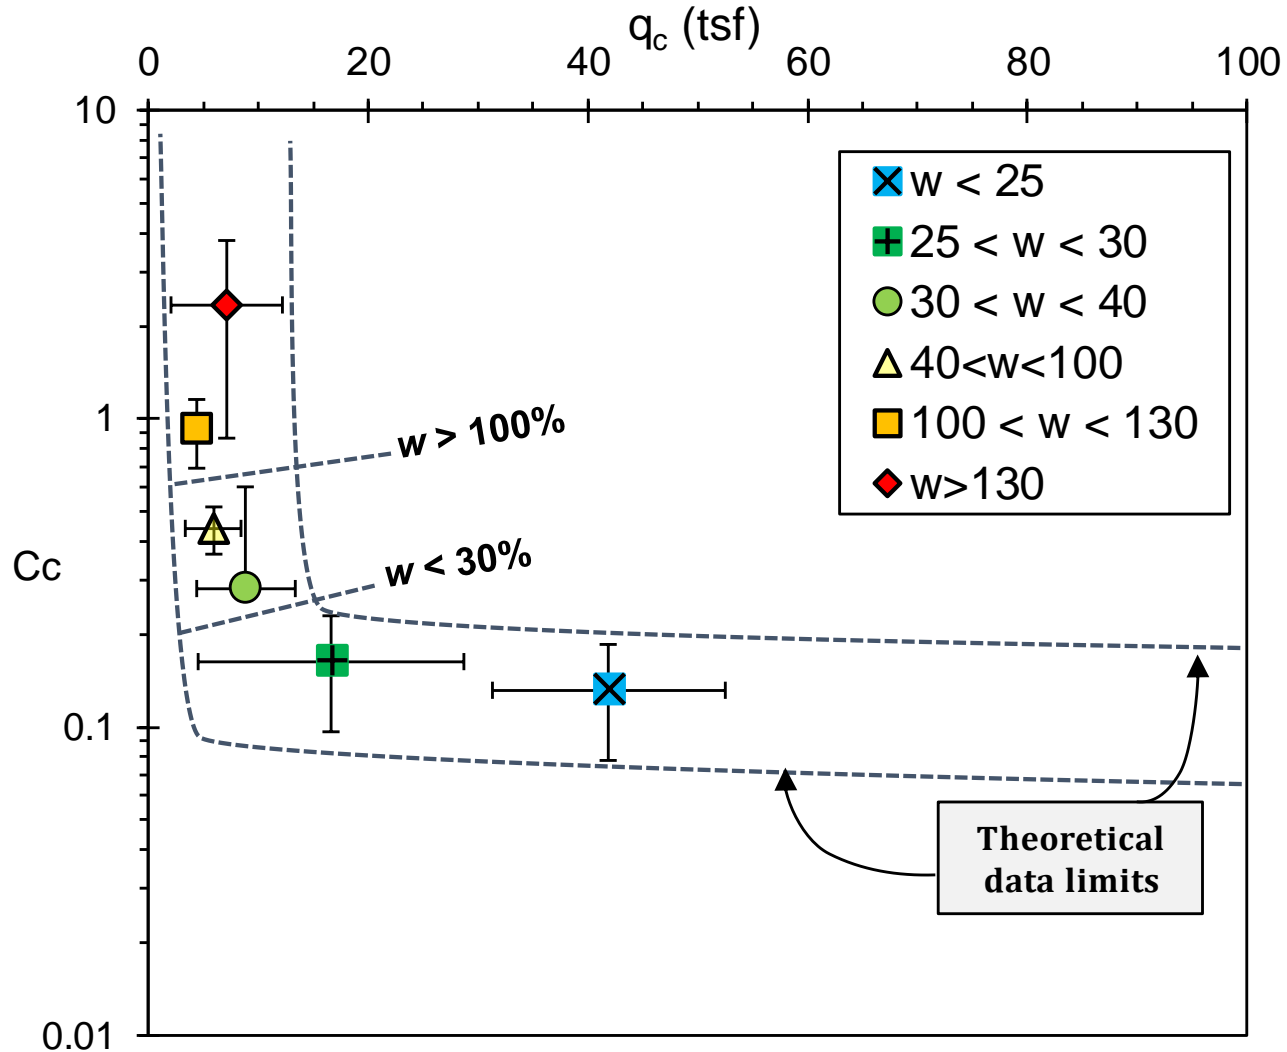 q_c (tsf)
0 20 40 60 80 100
10
w < 25
25 < w < 30
30 < w < 40
40<w<100
100 < w < 130
w>130
1
w > 100%
w < 30%
Cc
0.1
Theoretical
data limits
0.01